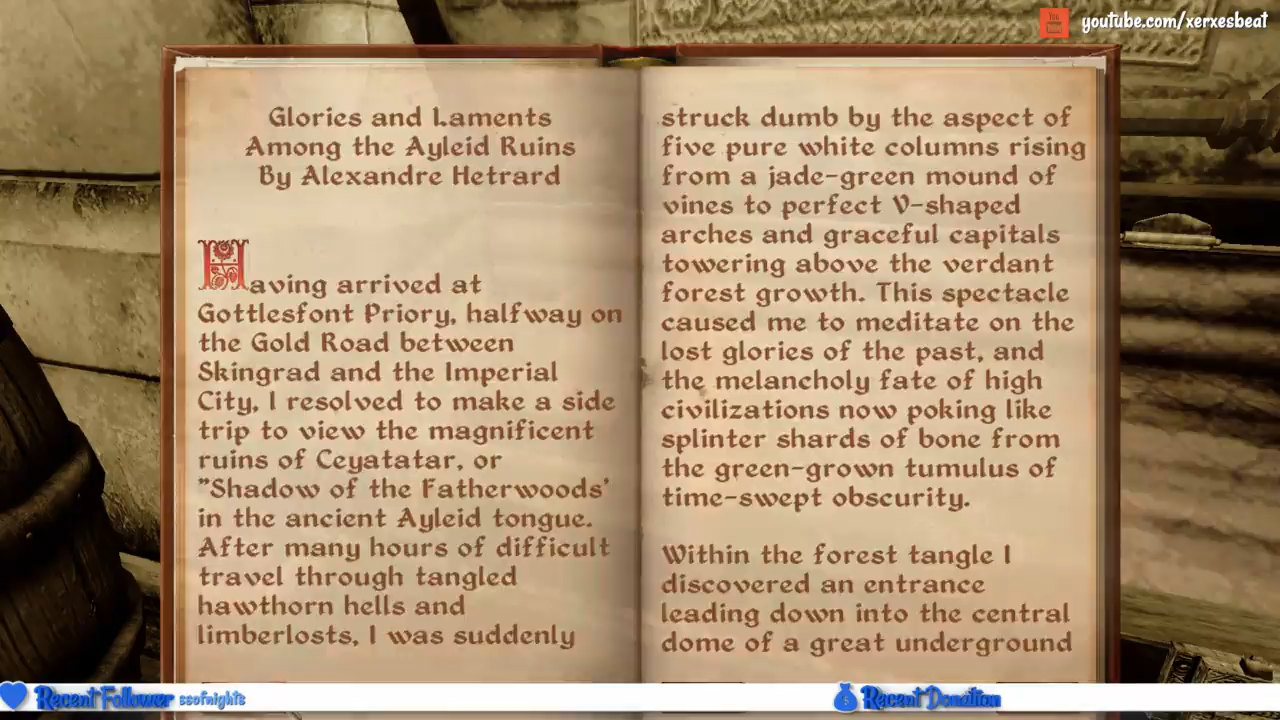 youtube.com/xerxesbeat
Glories and Laments
Among the Ayleid Ruins
By Alexandre Hetrard
Having arrived at
Gottlesfont Priory, halfway on
the Gold Road between
Skingrad and the Imperial
City, I resolved to make a side
trip to view the magnificent
ruins of Ceyatatar, or
"Shadow of the Fatherwoods'
in the ancient Ayleid tongue.
After many hours of difficult
travel through tangled
hawthorn hells and
limberlosts, I was suddenly
struck dumb by the aspect of
five pure white columns rising
from a jade-green mound of
vines to perfect V-shaped
arches and graceful capitals
towering above the verdant
forest growth. This spectacle
caused me to meditate on the
lost glories of the past, and
the melancholy fate of high
civilizations now poking like
splinter shards of bone from
the green-grown tumulus of
time-swept obscurity.
Within the forest tangle I
discovered an entrance
leading down into the central
dome of a great underground
Recent Follower ssofnights
Recent Donation